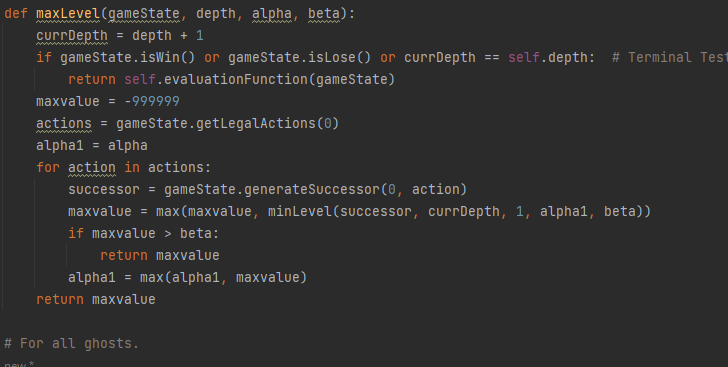 def maxLevel(gameState, depth, alpha, beta):
    currDepth = depth + 1
    if gameState.isWin() or gameState.isLose() or currDepth == self.depth:  # Terminal Test
        return self.evaluationFunction(gameState)
    maxvalue = -999999
    actions = gameState.getLegalActions(0)
    alpha1 = alpha
    for action in actions:
        successor = gameState.generateSuccessor(0, action)
        maxvalue = max(maxvalue, minLevel(successor, currDepth, 1, alpha1, beta))
        if maxvalue > beta:
            return maxvalue
        alpha1 = max(alpha1, maxvalue)
    return maxvalue

# For all ghosts.
new *